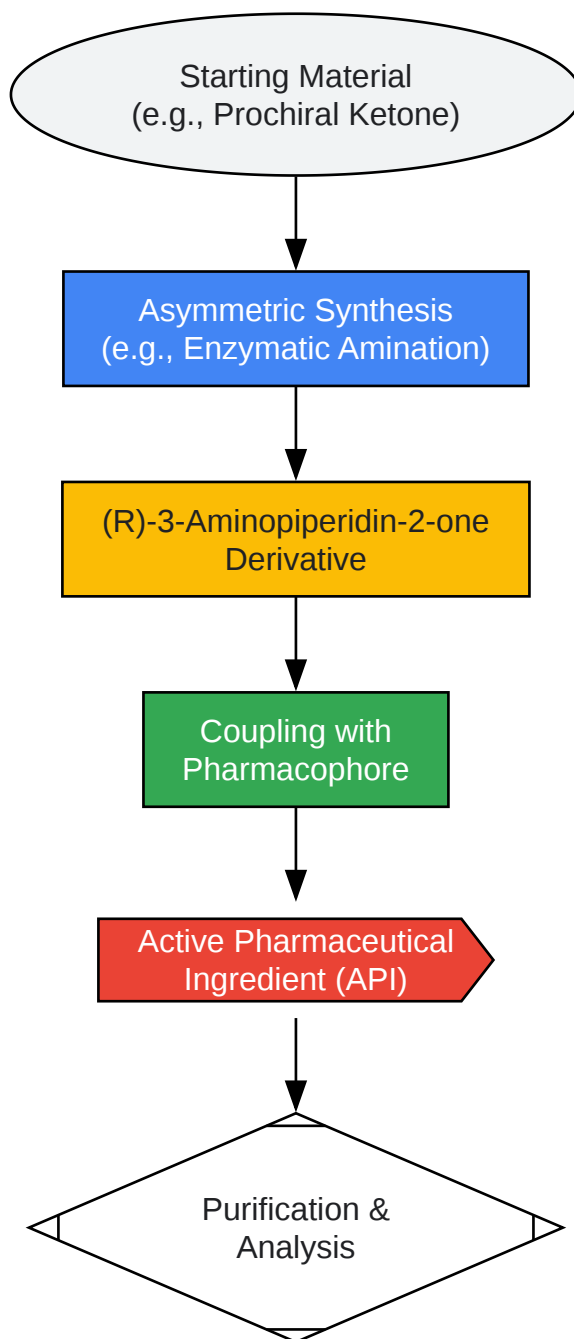 Starting Material
(e.g., Prochiral Ketone)
Asymmetric Synthesis
(e.g., Enzymatic Amination)
(R)-3-Aminopiperidin-2-one
Derivative
Coupling with
Pharmacophore
Active Pharmaceutical
Ingredient (API)
Purification &
Analysis